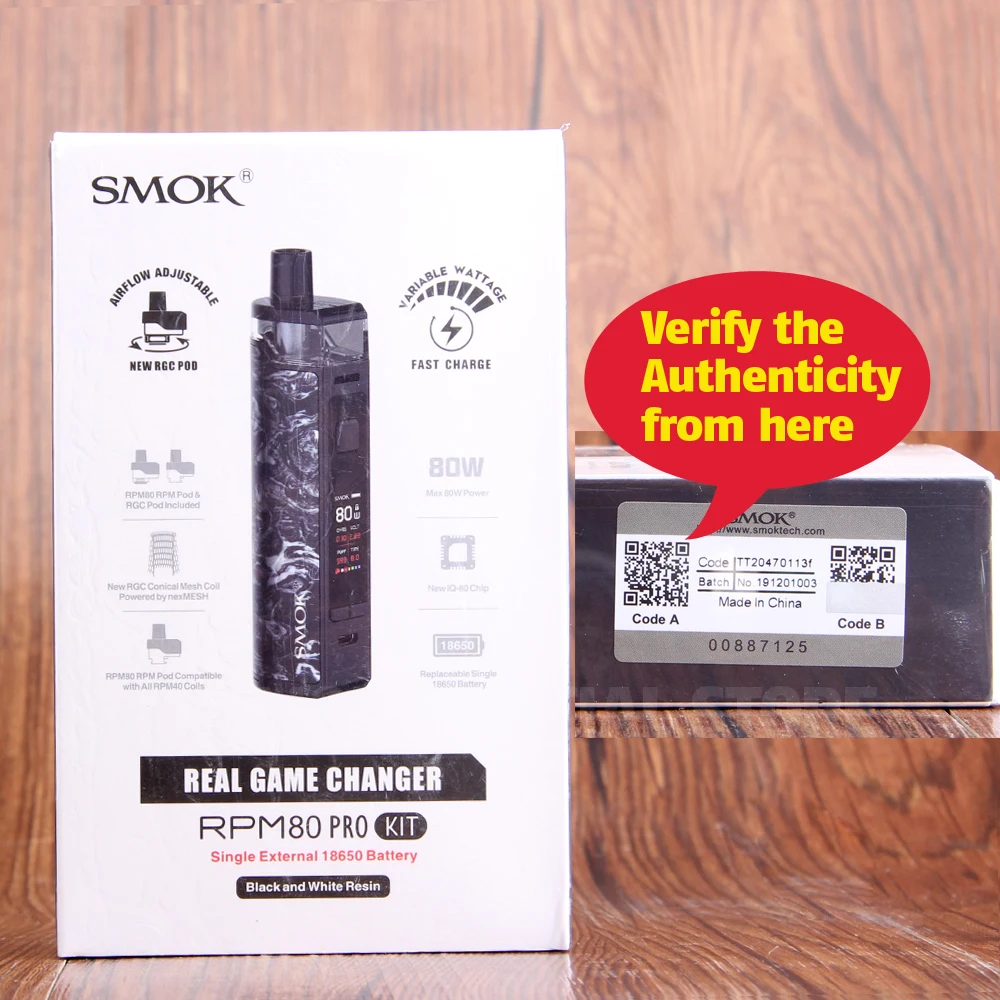 SMOK®
AIRFLOW ADJUSTABLE
NEW RGC POD
VARIABLE WATTAGE
FAST CHARGE
RPM80 RPM Pod &
RGC Pod Included
80W
Max 80W Power
New RGC Conical Mesh Coil
Powered by nexMESH
New IQ-80 Chip
RPM80 RPM Pod Compatible
with All RPM40 Coils
18650
Replaceable Single
18650 Battery
SMOK
80 W
SMOK
REAL GAME CHANGER
RPM80 PRO KIT
Single External 18650 Battery
Black and White Resin
Verify the
Authenticity
from here
SMOK®
www.smoktech.com
Code TT20470113f
Batch No.191201003
Made in China
Code A
Code B
00887125
STORE